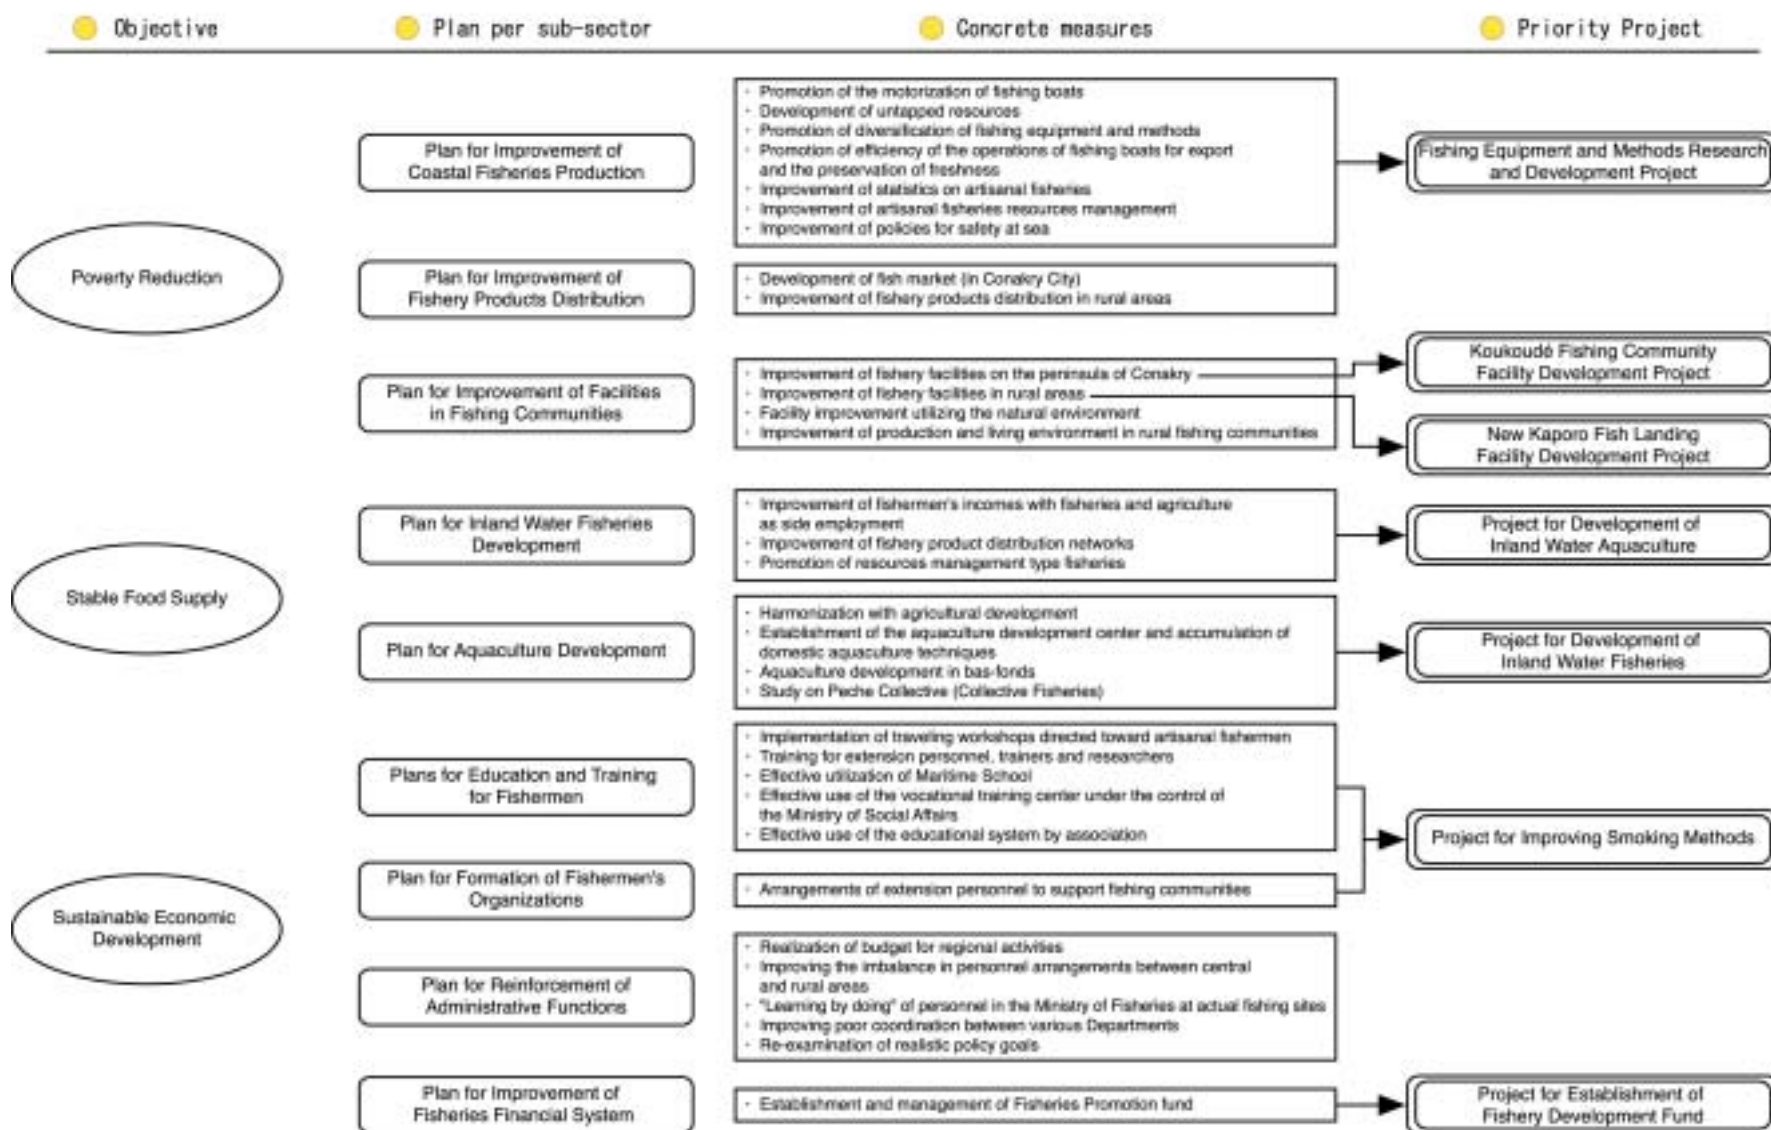 Objective
Plan per sub-sector
Concrete measures
Priority Project
Poverty Reduction
Stable Food Supply
Sustainable Economic
Development
Plan for Improvement of
Coastal Fisheries Production
· Promotion of the motorization of fishing boats
· Development of untapped resources
· Promotion of diversification of fishing equipment and methods
· Promotion of efficiency of the operations of fishing boats for export
and the preservation of freshness
· Improvement of statistics on artisanal fisheries
· Improvement of artisanal fisheries resources management
· Improvement of policies for safety at sea
Fishing Equipment and Methods Research
and Development Project
Plan for Improvement of
Fishery Products Distribution
· Development of fish market (in Conakry City)
· Improvement of fishery products distribution in rural areas
Plan for Improvement of Facilities
in Fishing Communities
· Improvement of fishery facilities on the peninsula of Conakry
· Improvement of fishery facilities in rural areas
· Facility improvement utilizing the natural environment
· Improvement of production and living environment in rural fishing communities
Koukoudé Fishing Community
Facility Development Project
New Kaporo Fish Landing
Facility Development Project
Plan for Inland Water Fisheries
Development
· Improvement of fishermen's incomes with fisheries and agriculture
as side employment
· Improvement of fishery product distribution networks
· Promotion of resources management type fisheries
Project for Development of
Inland Water Aquaculture
Plan for Aquaculture Development
· Harmonization with agricultural development
· Establishment of the aquaculture development center and accumulation of
domestic aquaculture techniques
· Aquaculture development in bas-fonds
· Study on Peche Collective (Collective Fisheries)
Project for Development of
Inland Water Fisheries
Plans for Education and Training
for Fishermen
· Implementation of traveling workshops directed toward artisanal fishermen
· Training for extension personnel, trainers and researchers
· Effective utilization of Maritime School
· Effective use of the vocational training center under the control of
the Ministry of Social Affairs
· Effective use of the educational system by association
Project for Improving Smoking Methods
Plan for Formation of Fishermen's
Organizations
· Arrangements of extension personnel to support fishing communities
Plan for Reinforcement of
Administrative Functions
· Realization of budget for regional activities
· Improving the imbalance in personnel arrangements between central
and rural areas
· "Learning by doing" of personnel in the Ministry of Fisheries at actual fishing sites
· Improving poor coordination between various Departments
· Re-examination of realistic policy goals
Plan for Improvement of
Fisheries Financial System
· Establishment and management of Fisheries Promotion fund
Project for Establishment of
Fishery Development Fund